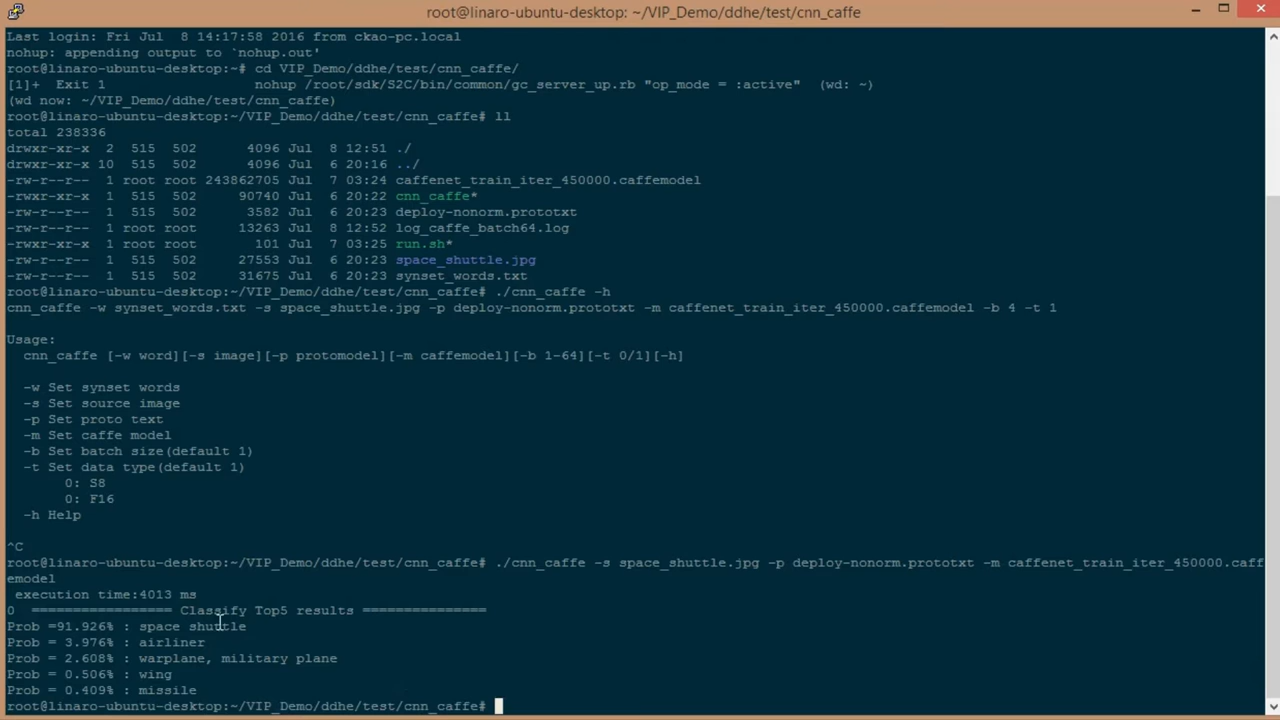 root@linaro-ubuntu-desktop: ~/VIP_Demo/ddhe/test/cnn_caffe
Last login: Fri Jul  8 14:17:58 2016 from ckao-pc.local
nohup: appending output to `nohup.out'
root@linaro-ubuntu-desktop:~# cd VIP_Demo/ddhe/test/cnn_caffe/
[1]+  Exit 1                  nohup /root/sdk/S2C/bin/common/gc_server_up.rb "op_mode = :active"  (wd: ~)
(wd now: ~/VIP_Demo/ddhe/test/cnn_caffe)
root@linaro-ubuntu-desktop:~/VIP_Demo/ddhe/test/cnn_caffe# ll
total 238336
drwxr-xr-x  2  515  502      4096 Jul  8 12:51 ./
drwxr-xr-x 10  515  502      4096 Jul  6 20:16 ../
-rw-r--r--  1 root root 243862705 Jul  7 03:24 caffenet_train_iter_450000.caffemodel
-rwxr-xr-x  1  515  502     90740 Jul  6 20:22 cnn_caffe*
-rw-r--r--  1  515  502      3582 Jul  6 20:23 deploy-nonorm.prototxt
-rw-r--r--  1 root root     13263 Jul  8 12:52 log_caffe_batch64.log
-rwxr-xr-x  1 root root       101 Jul  7 03:25 run.sh*
-rw-r--r--  1  515  502     27553 Jul  6 20:23 space_shuttle.jpg
-rw-r--r--  1  515  502     31675 Jul  6 20:23 synset_words.txt
root@linaro-ubuntu-desktop:~/VIP_Demo/ddhe/test/cnn_caffe# ./cnn_caffe -h
cnn_caffe -w synset_words.txt -s space_shuttle.jpg -p deploy-nonorm.prototxt -m caffenet_train_iter_450000.caffemodel -b 4 -t 1
Usage:
  cnn_caffe [-w word][-s image][-p protomodel][-m caffemodel][-b 1-64][-t 0/1][-h]
  -w Set synset words
  -s Set source image
  -p Set proto text
  -m Set caffe model
  -b Set batch size(default 1)
  -t Set data type(default 1)
       0: S8
       0: F16
  -h Help
^C
root@linaro-ubuntu-desktop:~/VIP_Demo/ddhe/test/cnn_caffe# ./cnn_caffe -s space_shuttle.jpg -p deploy-nonorm.prototxt -m caffenet_train_iter_450000.caff
emodel
 execution time:4013 ms
0  ================= Classify Top5 results ===============
Prob =91.926% : space shuttle
Prob = 3.976% : airliner
Prob = 2.608% : warplane, military plane
Prob = 0.506% : wing
Prob = 0.409% : missile
root@linaro-ubuntu-desktop:~/VIP_Demo/ddhe/test/cnn_caffe#